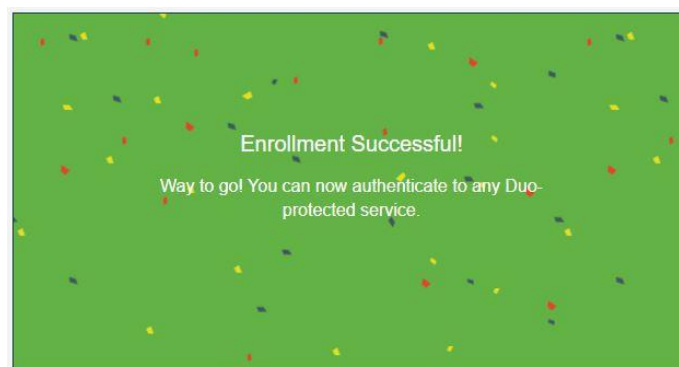 Enrollment Successful!
Way to go! You can now authenticate to any Duo-
protected service.